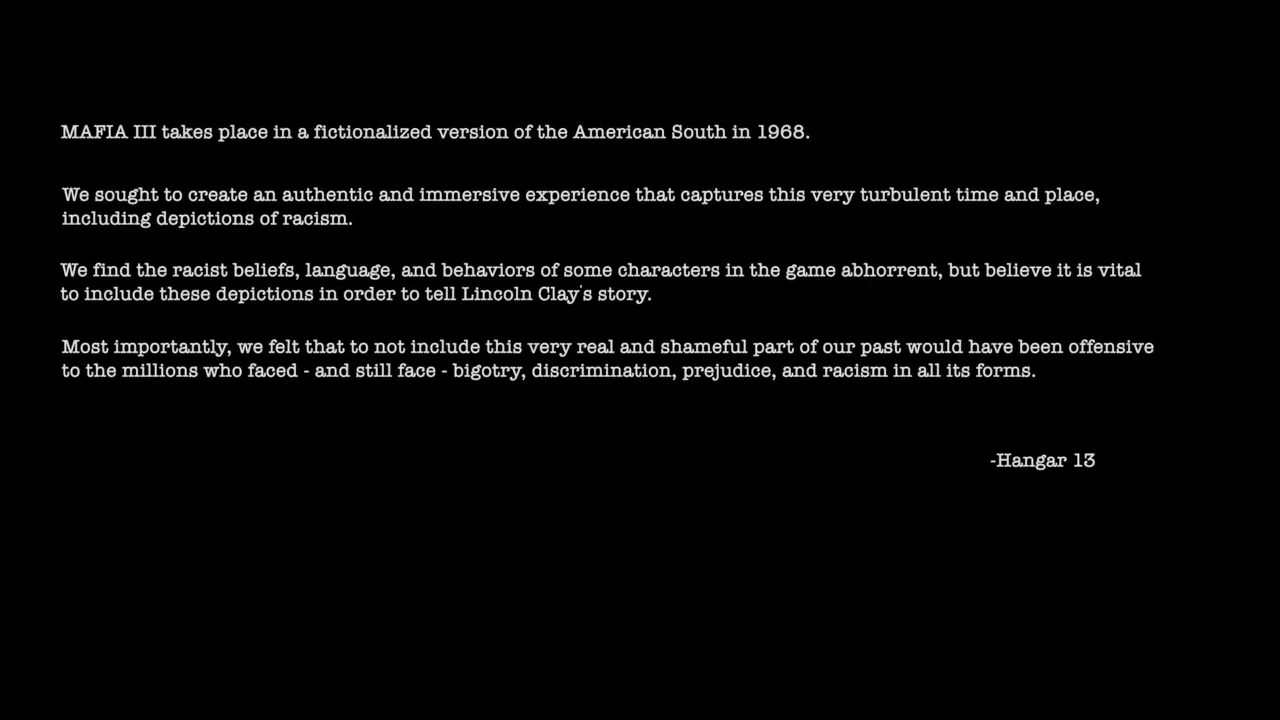 MAFIA III takes place in a fictionalized version of the American South in 1968.
We sought to create an authentic and immersive experience that captures this very turbulent time and place,
including depictions of racism.
We find the racist beliefs, language, and behaviors of some characters in the game abhorrent, but believe it is vital
to include these depictions in order to tell Lincoln Clay's story.
Most importantly, we felt that to not include this very real and shameful part of our past would have been offensive
to the millions who faced - and still face - bigotry, discrimination, prejudice, and racism in all its forms.
-Hangar 13